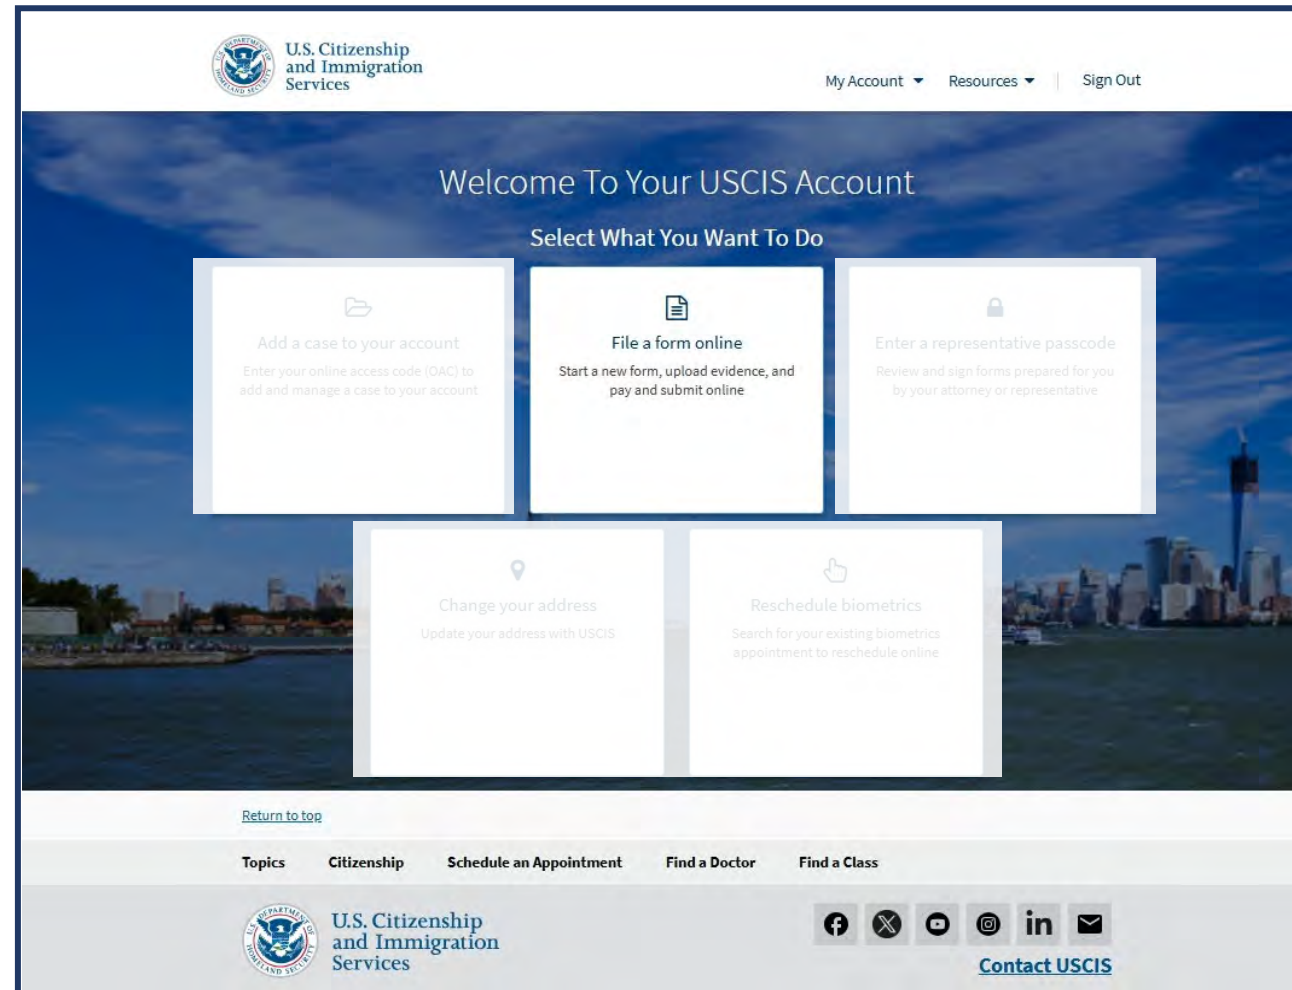 U.S. Citizenship
and Immigration
Services
My Account
Resources
Sign Out
Welcome To Your USCIS Account
Select What You Want To Do
Add a case to your account
Enter your online access code (OAC) to
add and manage a case to your account
File a form online
Start a new form, upload evidence, and
pay and submit online
Enter a representative passcode
Review and sign forms prepared for you
by your attorney or representative
Change your address
Update your address with USCIS
Reschedule biometrics
Search for your existing biometrics
appointment to reschedule online
Return to top
Topics
Citizenship
Schedule an Appointment
Find a Doctor
Find a Class
U.S. Citizenship
and Immigration
Services
Contact USCIS